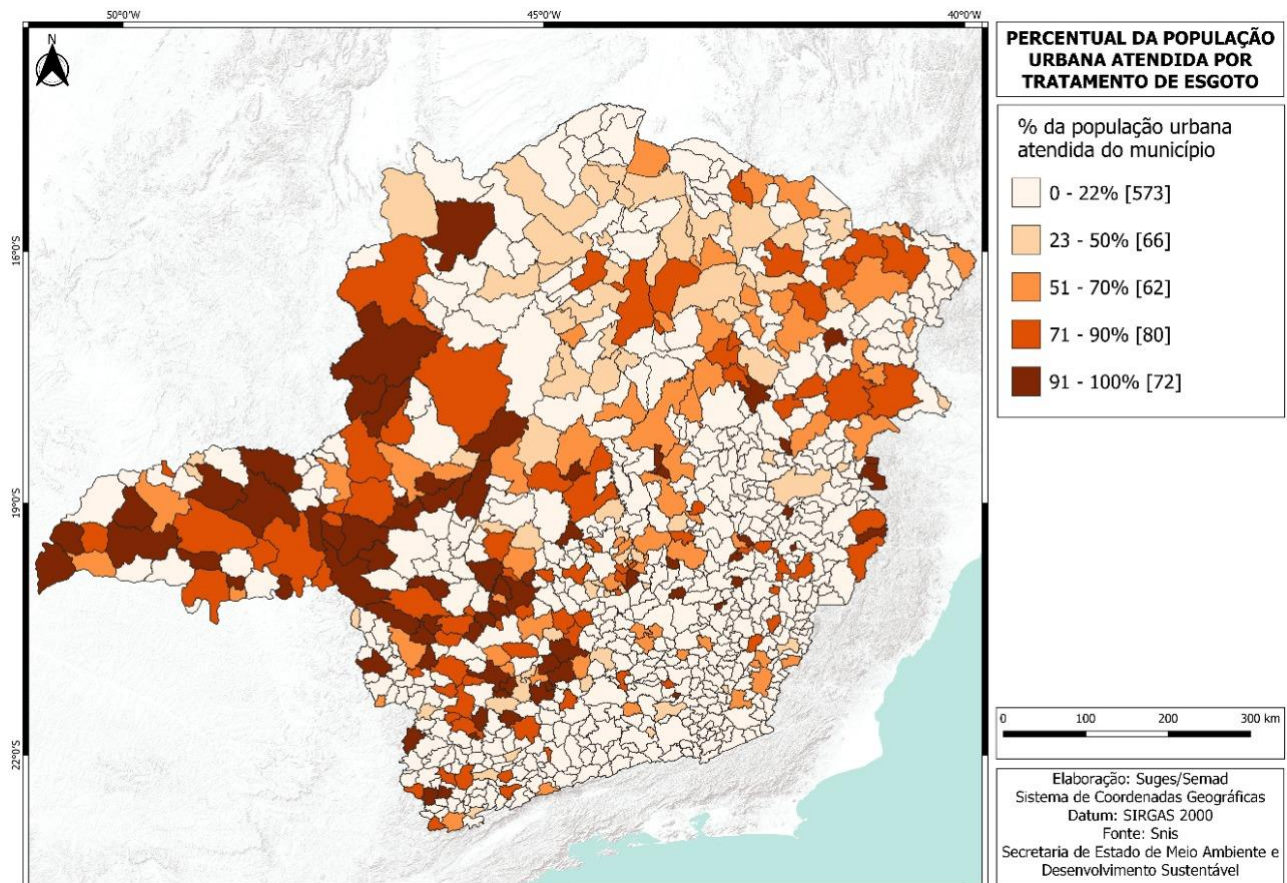 50°0'W
45°0'W
40°0'W
N
16°0'S
19°0'S
22°0'S
PERCENTUAL DA POPULAÇÃO
URBANA ATENDIDA POR
TRATAMENTO DE ESGOTO
% da população urbana
atendida do município
0 - 22% [573]
23 - 50% [66]
51 - 70% [62]
71 - 90% [80]
91 - 100% [72]
0 100 200 300 km
Elaboração: Suges/Semad
Sistema de Coordenadas Geográficas
Datum: SIRGAS 2000
Fonte: Snis
Secretaria de Estado de Meio Ambiente e
Desenvolvimento Sustentável